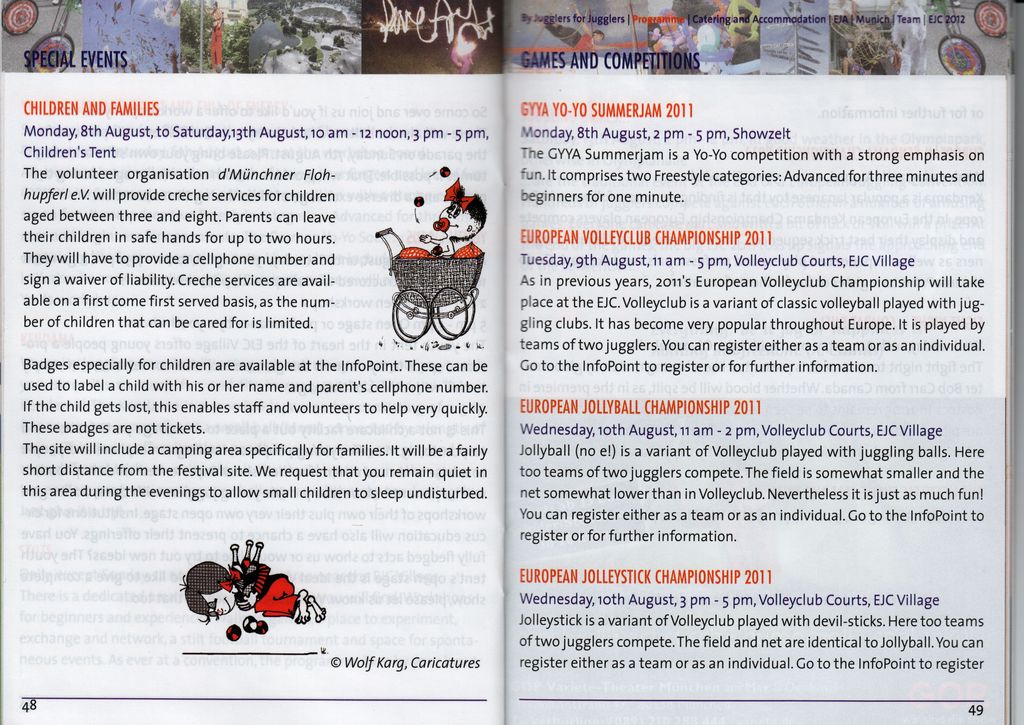 SPECIAL EVENTS
CHILDREN AND FAMILIES
Monday, 8th August, to Saturday,13th August, 10 am - 12 noon, 3 pm - 5 pm,
Children's Tent
The volunteer organisation d'Münchner Floh-
hupferl e.V. will provide creche services for children
aged between three and eight. Parents can leave
their children in safe hands for up to two hours.
They will have to provide a cellphone number and
sign a waiver of liability. Creche services are avail-
able on a first come first served basis, as the num-
ber of children that can be cared for is limited.
Badges especially for children are available at the InfoPoint. These can be
used to label a child with his or her name and parent's cellphone number.
If the child gets lost, this enables staff and volunteers to help very quickly.
These badges are not tickets.
The site will include a camping area specifically for families. It will be a fairly
short distance from the festival site. We request that you remain quiet in
this area during the evenings to allow small children to sleep undisturbed.
© Wolf Karg, Caricatures
48
By Jugglers for Jugglers | Programme | Catering and Accommodation | EJA | Munich | Team | EJC 2012
GAMES AND COMPETITIONS
GYYA YO-YO SUMMERJAM 2011
Monday, 8th August, 2 pm - 5 pm, Showzelt
The GYYA Summerjam is a Yo-Yo competition with a strong emphasis on
fun. It comprises two Freestyle categories: Advanced for three minutes and
beginners for one minute.
EUROPEAN VOLLEYCLUB CHAMPIONSHIP 2011
Tuesday, 9th August, 11 am - 5 pm, Volleyclub Courts, EJC Village
As in previous years, 2011's European Volleyclub Championship will take
place at the EJC. Volleyclub is a variant of classic volleyball played with jug-
gling clubs. It has become very popular throughout Europe. It is played by
teams of two jugglers. You can register either as a team or as an individual.
Go to the InfoPoint to register or for further information.
EUROPEAN JOLLYBALL CHAMPIONSHIP 2011
Wednesday, 10th August, 11 am - 2 pm, Volleyclub Courts, EJC Village
Jollyball (no e!) is a variant of Volleyclub played with juggling balls. Here
too teams of two jugglers compete. The field is somewhat smaller and the
net somewhat lower than in Volleyclub. Nevertheless it is just as much fun!
You can register either as a team or as an individual. Go to the InfoPoint to
register or for further information.
EUROPEAN JOLLEYSTICK CHAMPIONSHIP 2011
Wednesday, 10th August, 3 pm - 5 pm, Volleyclub Courts, EJC Village
Jolleystick is a variant of Volleyclub played with devil-sticks. Here too teams
of two jugglers compete. The field and net are identical to Jollyball. You can
register either as a team or as an individual. Go to the InfoPoint to register
49